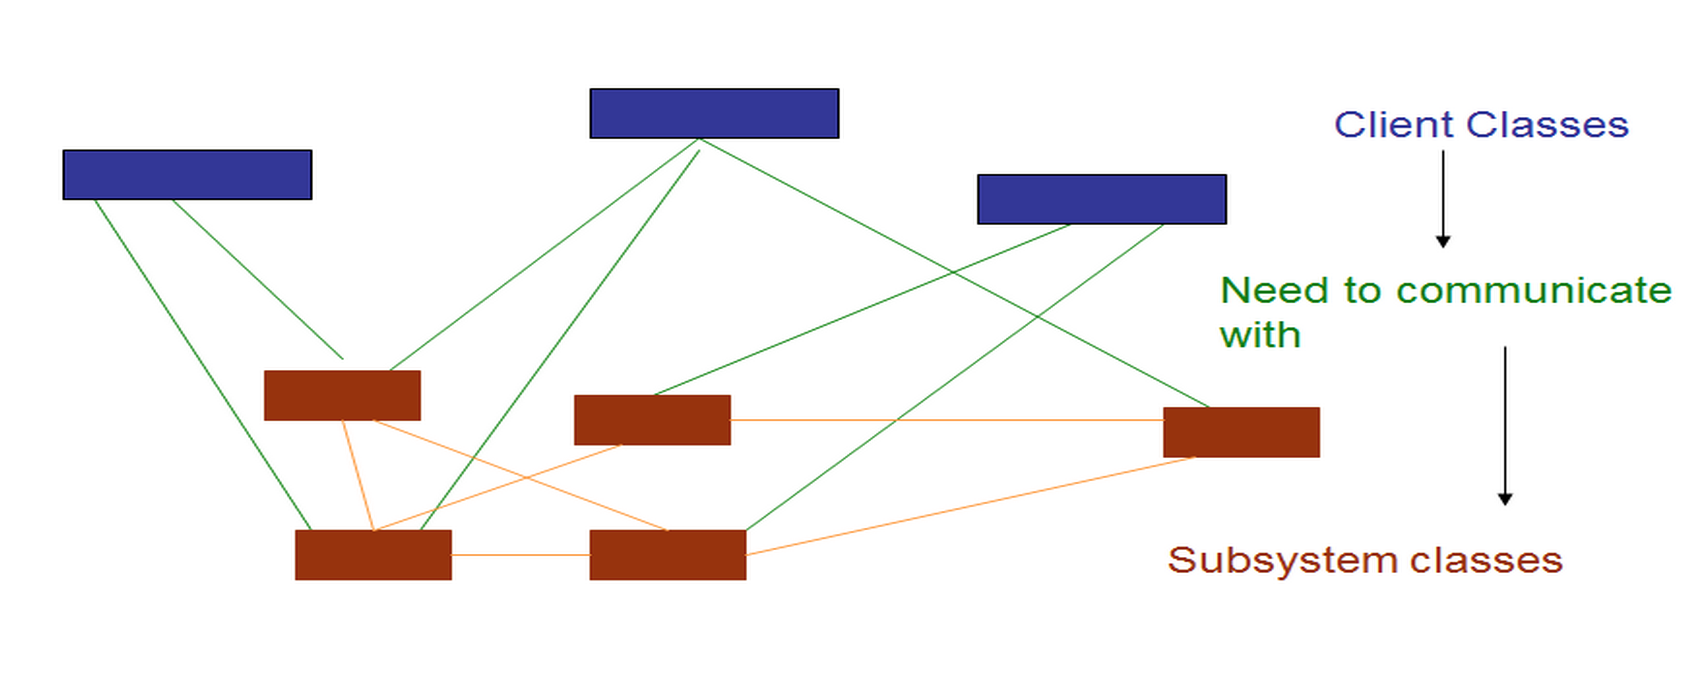 Client Classes
Need to communicate
with
Subsystem classes